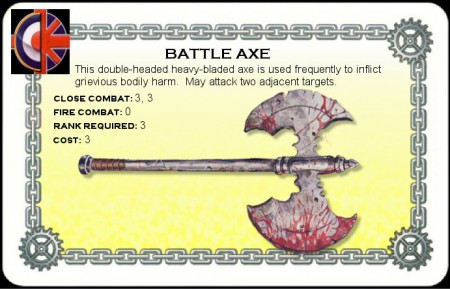 BATTLE AXE
This double-headed heavy-bladed axe is used frequently to inflict
grievious bodily harm.  May attack two adjacent targets.
CLOSE COMBAT: 3, 3
FIRE COMBAT: 0
RANK REQUIRED: 3
COST: 3